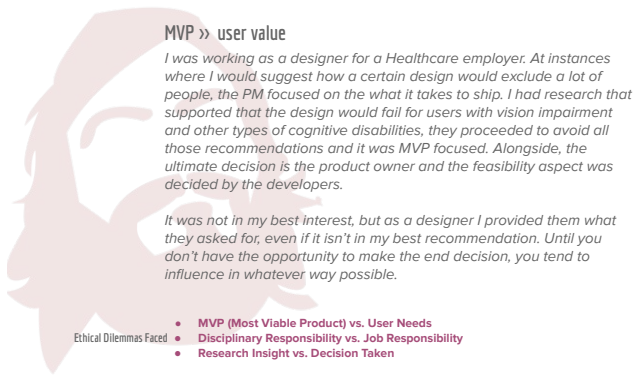 MVP >> user value
I was working as a designer for a Healthcare employer. At instances
where I would suggest how a certain design would exclude a lot of
people, the PM focused on the what it takes to ship. I had research that
supported that the design would fail for users with vision impairment
and other types of cognitive disabilities, they proceeded to avoid all
those recommendations and it was MVP focused. Alongside, the
ultimate decision is the product owner and the feasibility aspect was
decided by the developers.
It was not in my best interest, but as a designer I provided them what
they asked for, even if it isn't in my best recommendation. Until you
don't have the opportunity to make the end decision, you tend to
influence in whatever way possible.
Ethical Dilemmas Faced
● MVP (Most Viable Product) vs. User Needs
● Disciplinary Responsibility vs. Job Responsibility
● Research Insight vs. Decision Taken